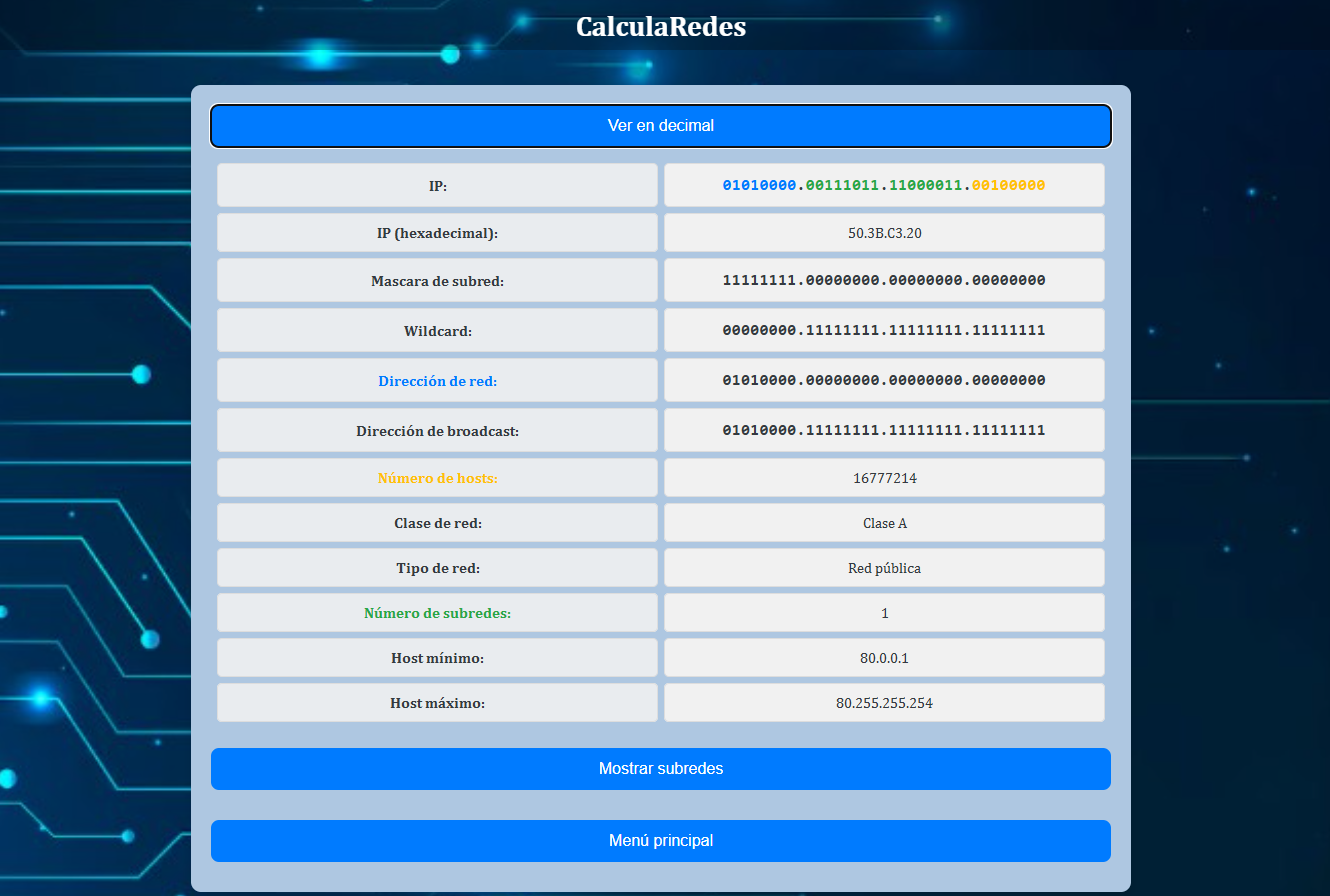 CalculaRedes
Ver en decimal
IP: 01010000.00111011.11000011.00100000
IP (hexadecimal): 50.3B.C3.20
Mascara de subred: 11111111.00000000.00000000.00000000
Wildcard: 00000000.11111111.11111111.11111111
Dirección de red: 01010000.00000000.00000000.00000000
Dirección de broadcast: 01010000.11111111.11111111.11111111
Número de hosts: 16777214
Clase de red: Clase A
Tipo de red: Red pública
Número de subredes: 1
Host mínimo: 80.0.0.1
Host máximo: 80.255.255.254
Mostrar subredes
Menú principal